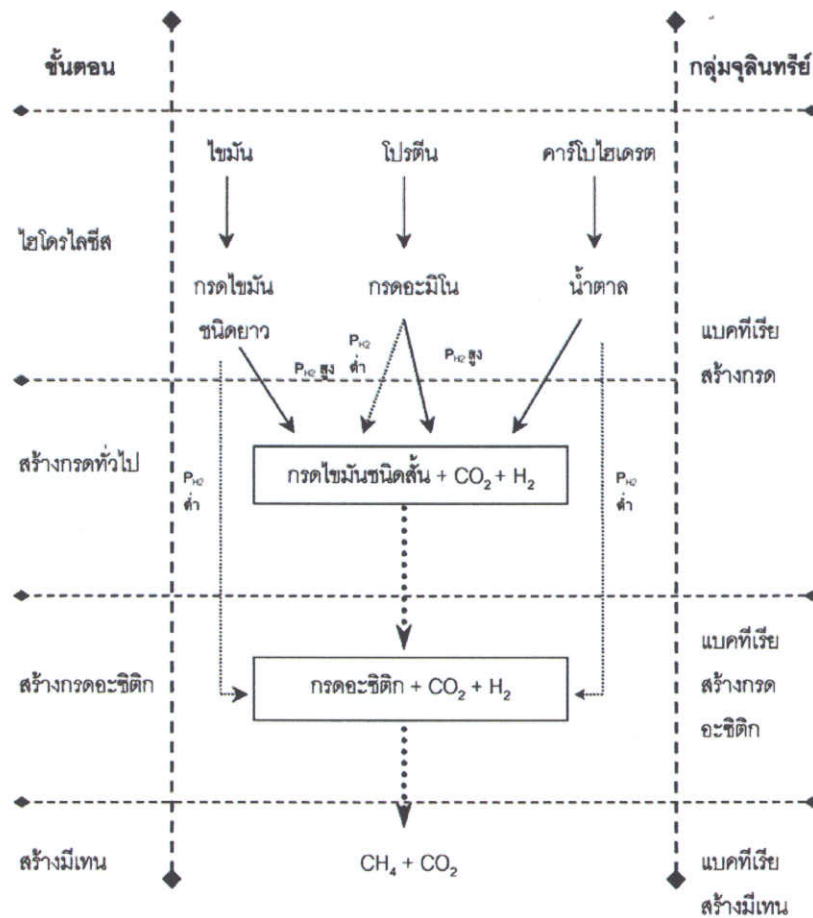 ขั้นตอน
กลุ่มจุลินทรีย์
ไขมัน
โปรตีน
คาร์โบไฮเดรต
ไฮโดรไลซีส
กรดไขมัน
ชนิดยาว
กรดอะมิโน
น้ำตาล
แบคทีเรีย
สร้างกรด
P_H2 สูง
P_H2
ต่ำ
P_H2 สูง
สร้างกรดทั่วไป
P_H2
ต่ำ
กรดไขมันชนิดสั้น + CO₂ + H₂
P_H2
ต่ำ
สร้างกรดอะซิติก
กรดอะซิติก + CO₂ + H₂
แบคทีเรีย
สร้างกรด
อะซิติก
สร้างมีเทน
CH₄ + CO₂
แบคทีเรีย
สร้างมีเทน